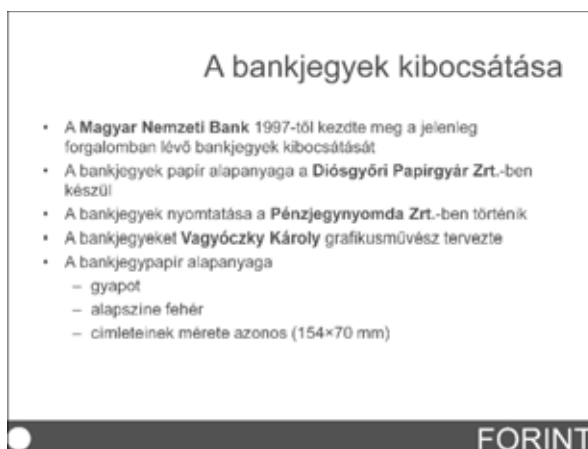 A bankjegyek kibocsátása
• A Magyar Nemzeti Bank 1997-től kezdte meg a jelenleg
forgalomban lévő bankjegyek kibocsátását
• A bankjegyek papír alapanyaga a Diósgyőri Papírgyár Zrt.-ben
készül
• A bankjegyek nyomtatása a Pénzjegynyomda Zrt.-ben történik
• A bankjegyeket Vagyóczky Károly grafikusművész tervezte
• A bankjegypapír alapanyaga
– gyapot
– alapszíne fehér
– címleteinek mérete azonos (154×70 mm)
FORINT